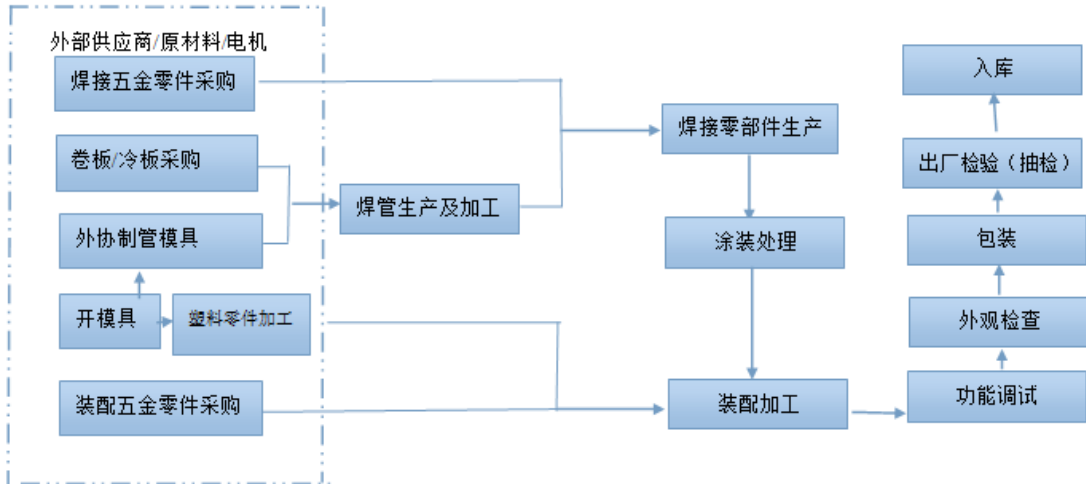 外部供应商/原材料/电机
焊接五金零件采购
卷板/冷板采购
外协制管模具
开模具
塑料零件加工
装配五金零件采购
焊管生产及加工
焊接零部件生产
涂装处理
装配加工
入库
出厂检验（抽检）
包装
外观检查
功能调试